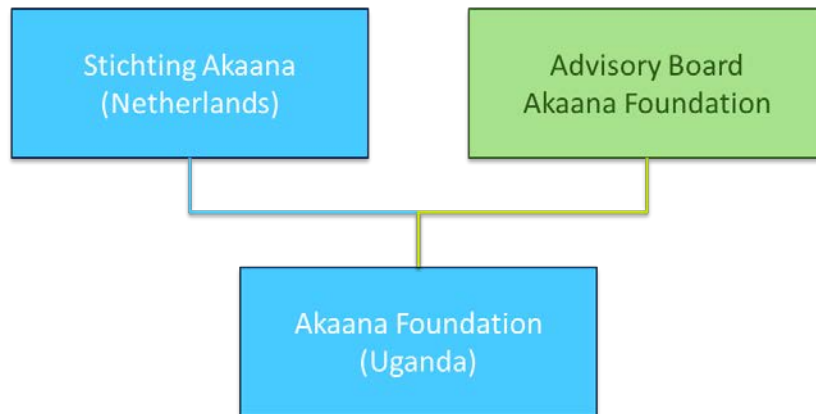 Stichting Akaana
(Netherlands)
Advisory Board
Akaana Foundation
Akaana Foundation
(Uganda)